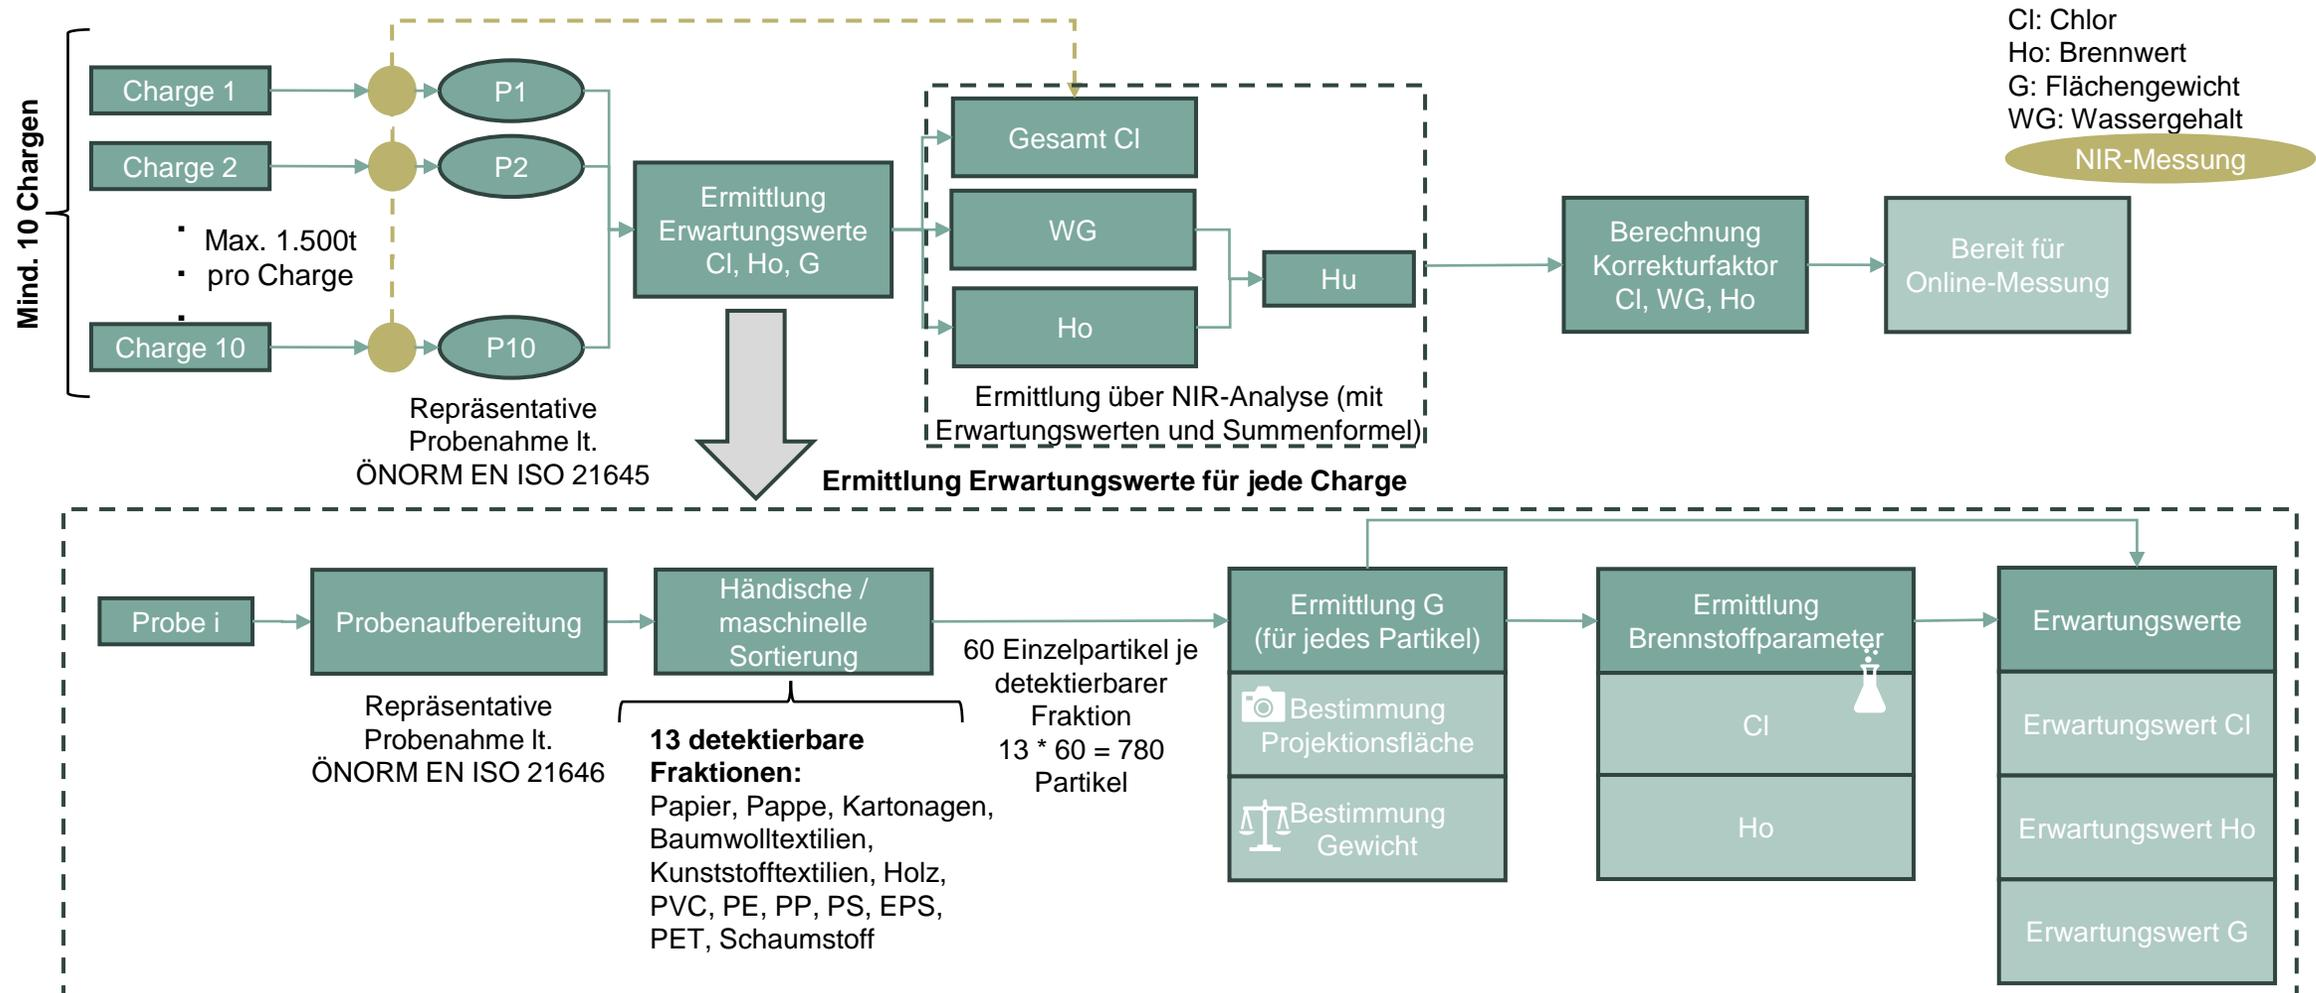 Cl: Chlor
Ho: Brennwert
G: Flächengewicht
WG: Wassergehalt
NIR-Messung
Mind. 10 Chargen
Charge 1
P1
Charge 2
P2
Max. 1.500t
pro Charge
Charge 10
P10
Repräsentative
Probenahme lt.
ÖNORM EN ISO 21645
Ermittlung
Erwartungswerte
Cl, Ho, G
Gesamt Cl
WG
Ho
Hu
Ermittlung über NIR-Analyse (mit
Erwartungswerten und Summenformel)
Berechnung
Korrekturfaktor
Cl, WG, Ho
Bereit für
Online-Messung
Ermittlung Erwartungswerte für jede Charge
Probe i
Probenaufbereitung
Repräsentative
Probenahme lt.
ÖNORM EN ISO 21646
Händische /
maschinelle
Sortierung
13 detektierbare
Fraktionen:
Papier, Pappe, Kartonagen,
Baumwolltextilien,
Kunststofftextilien, Holz,
PVC, PE, PP, PS, EPS,
PET, Schaumstoff
60 Einzelpartikel je
detektierbarer
Fraktion
13 * 60 = 780
Partikel
Ermittlung G
(für jedes Partikel)
Bestimmung
Projektionsfläche
Bestimmung
Gewicht
Ermittlung
Brennstoffparameter
Cl
Ho
Erwartungswerte
Erwartungswert Cl
Erwartungswert Ho
Erwartungswert G